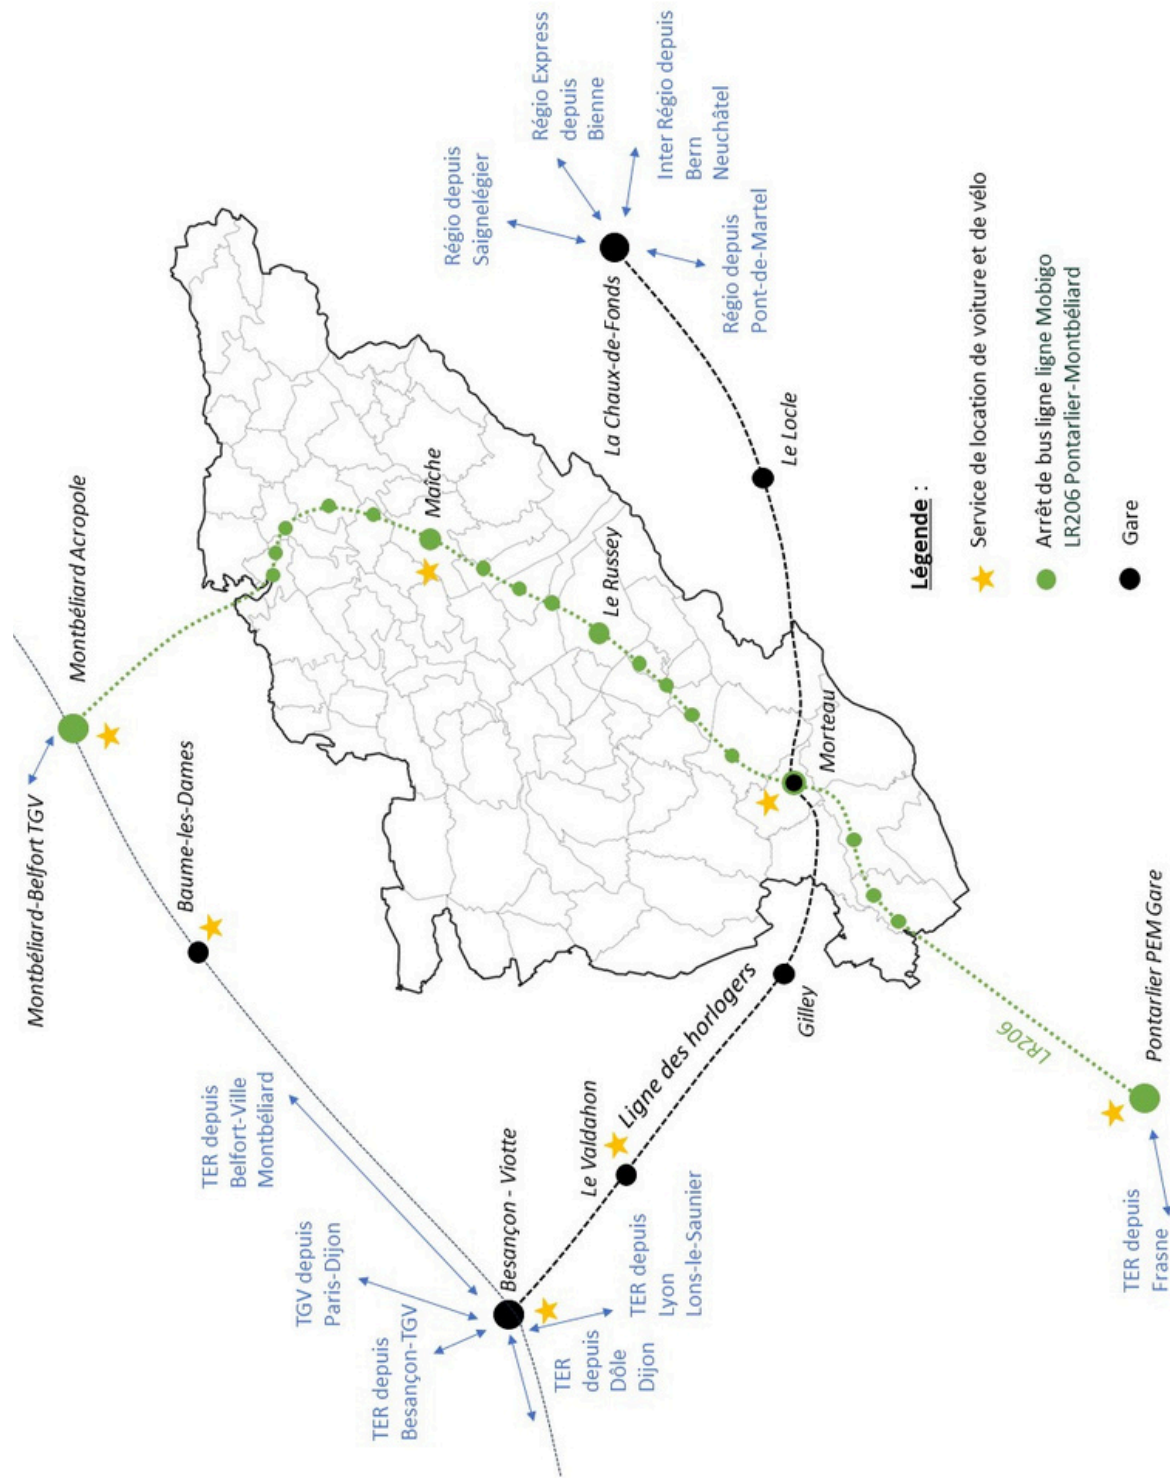 Montbéliard-Belfort TGV
Montbéliard Acropole
Baume-les-Dames
TER depuis
Belfort-Ville
Montbéliard
TGV depuis
Paris-Dijon
TER depuis
Besançon-TGV
Besançon - Viotte
TER
depuis
Dôle
Dijon
TER depuis
Lyon
Lons-le-Saunier
Le Valdahon
Ligne des horlogers
Gilley
Morteau
Le Russey
Maîche
Le Locle
La Chaux-de-Fonds
Régio depuis
Saignelégier
Régio Express
depuis
Bienne
Inter Régio depuis
Bern
Neuchâtel
Régio depuis
Pont-de-Martel
LR206
Pontarlier PEM Gare
TER depuis
Frasne
Légende :
Service de location de voiture et de vélo
Arrêt de bus ligne ligne Mobigo
LR206 Pontarlier-Montbéliard
Gare